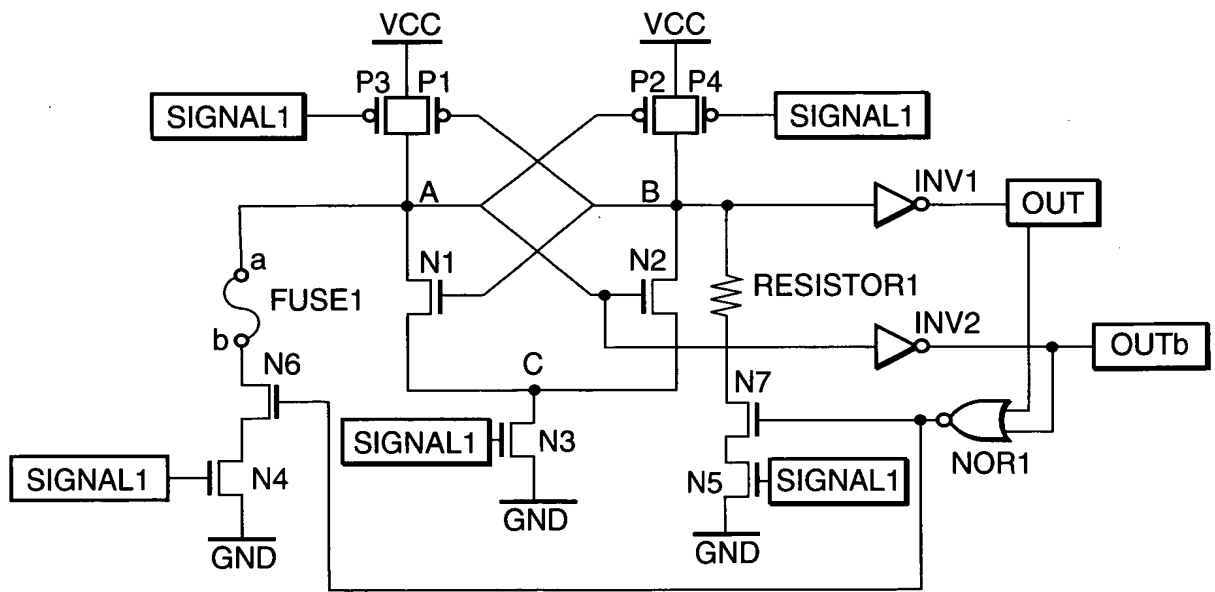 VCC
VCC
P3
P1
P2
P4
SIGNAL1
SIGNAL1
A
B
INV1
OUT
N1
N2
a
FUSE1
RESISTOR1
b
INV2
OUTb
N6
C
N7
SIGNAL1
N3
NOR1
SIGNAL1
N4
N5
SIGNAL1
GND
GND
GND